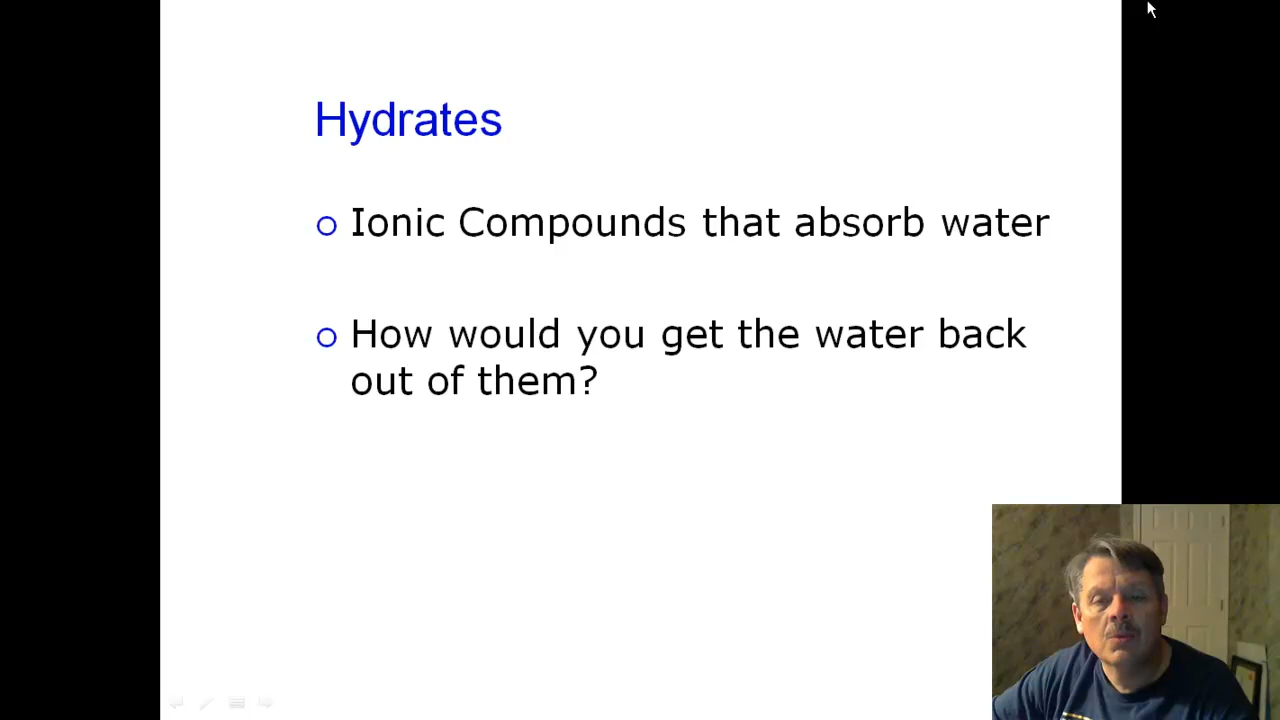 Hydrates
Ionic Compounds that absorb water
How would you get the water back
out of them?